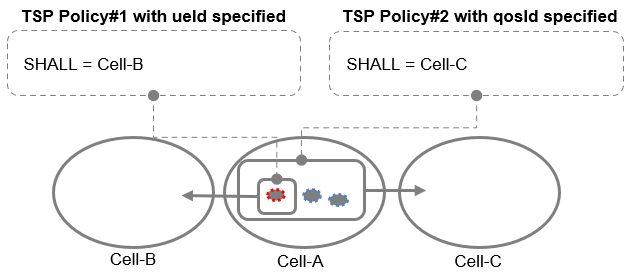 TSP Policy#1 with ueId specified
TSP Policy#2 with qosId specified
SHALL = Cell-B
SHALL = Cell-C
Cell-B
Cell-A
Cell-C